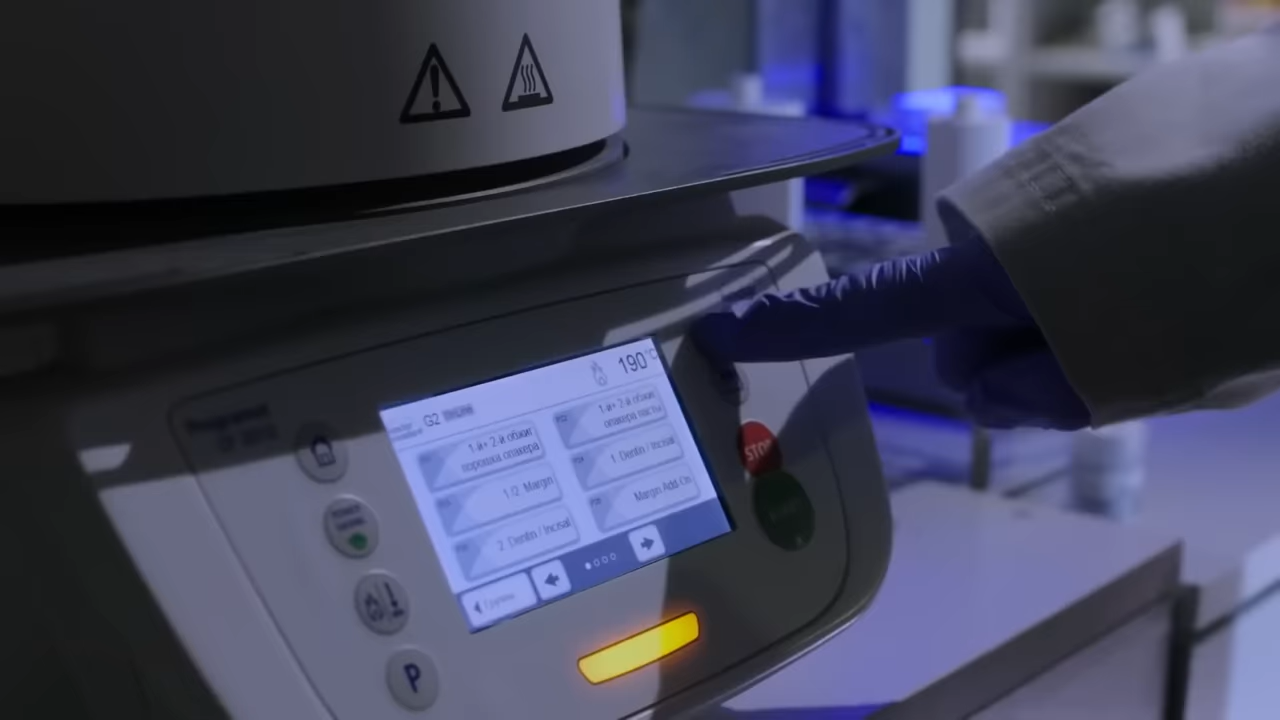 190 °C
G2
1-й+ 2-й обжиг
порошка опакера
1-й+ 2-й обжиг
опакера пасты
1 /2. Margin
1. Dentin / Incisal
2. Dentin / Incisal
Margin Add-On
Группы
STOP
P